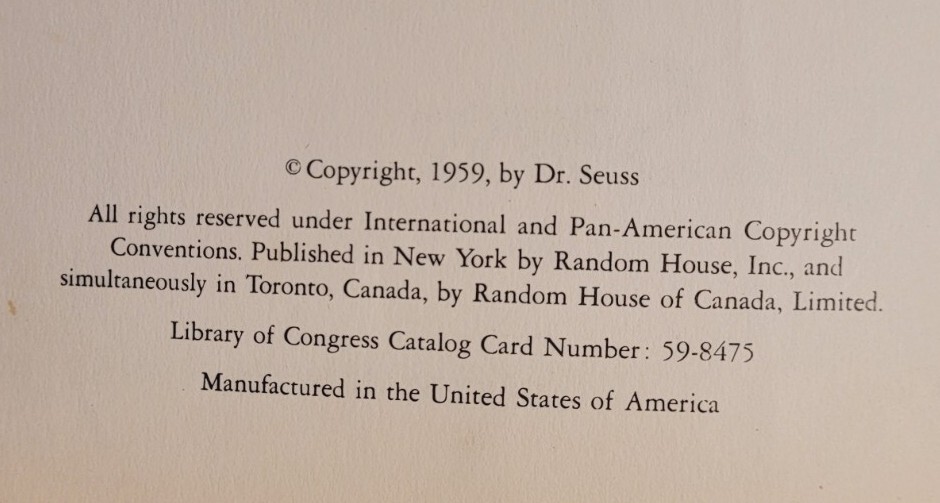 © Copyright, 1959, by Dr. Seuss
All rights reserved under International and Pan-American Copyright
Conventions. Published in New York by Random House, Inc., and
simultaneously in Toronto, Canada, by Random House of Canada, Limited.
Library of Congress Catalog Card Number: 59-8475
Manufactured in the United States of America